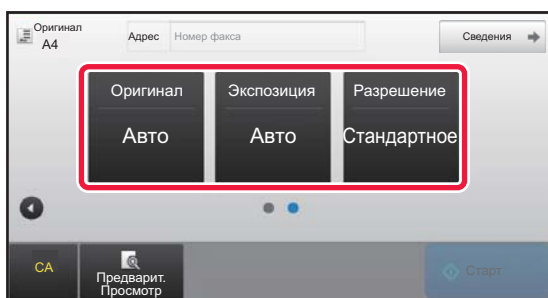 Оригинал
A4
Адрес
Номер факса
Сведения
Оригинал
Экспозиция
Разрешение
Авто
Авто
Стандартное
CA
Предварит.
Просмотр
Старт